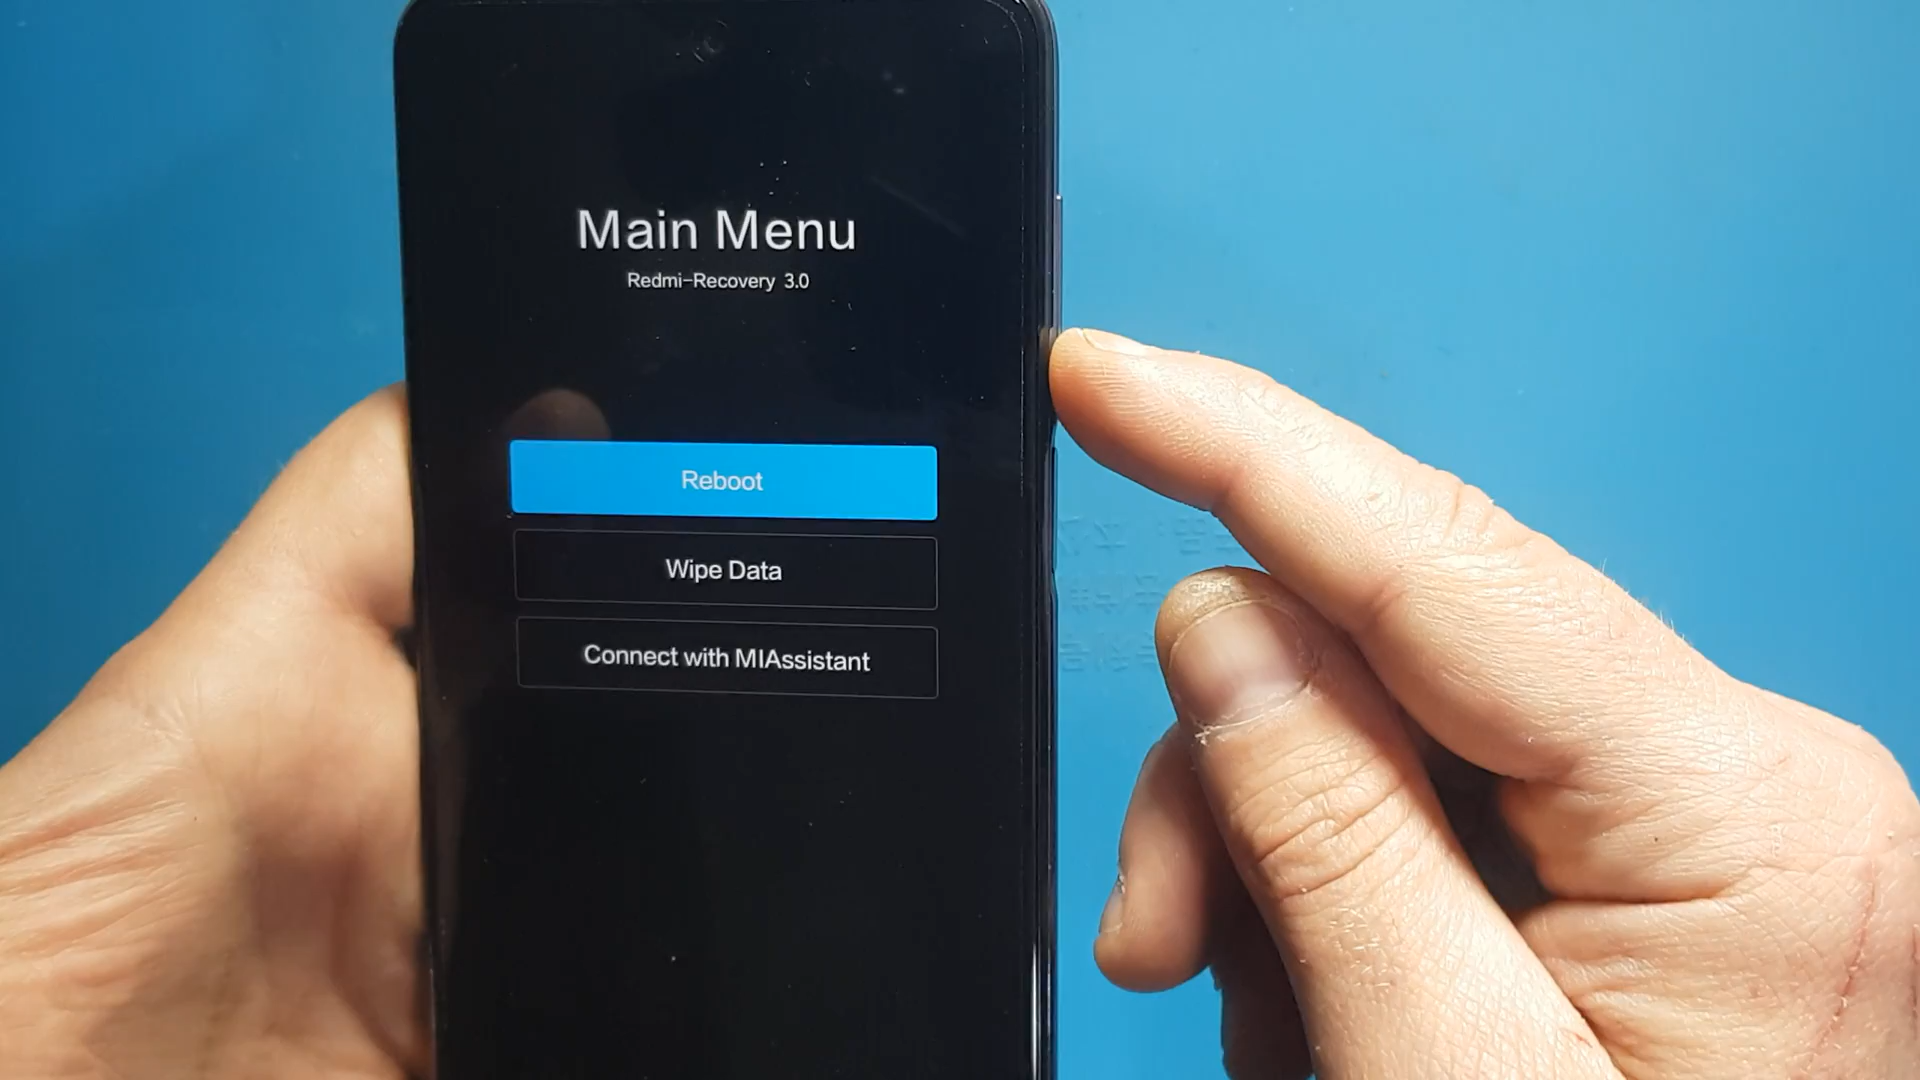 Main Menu
Redmi-Recovery 3.0
Reboot
Wipe Data
Connect with MIAssistant